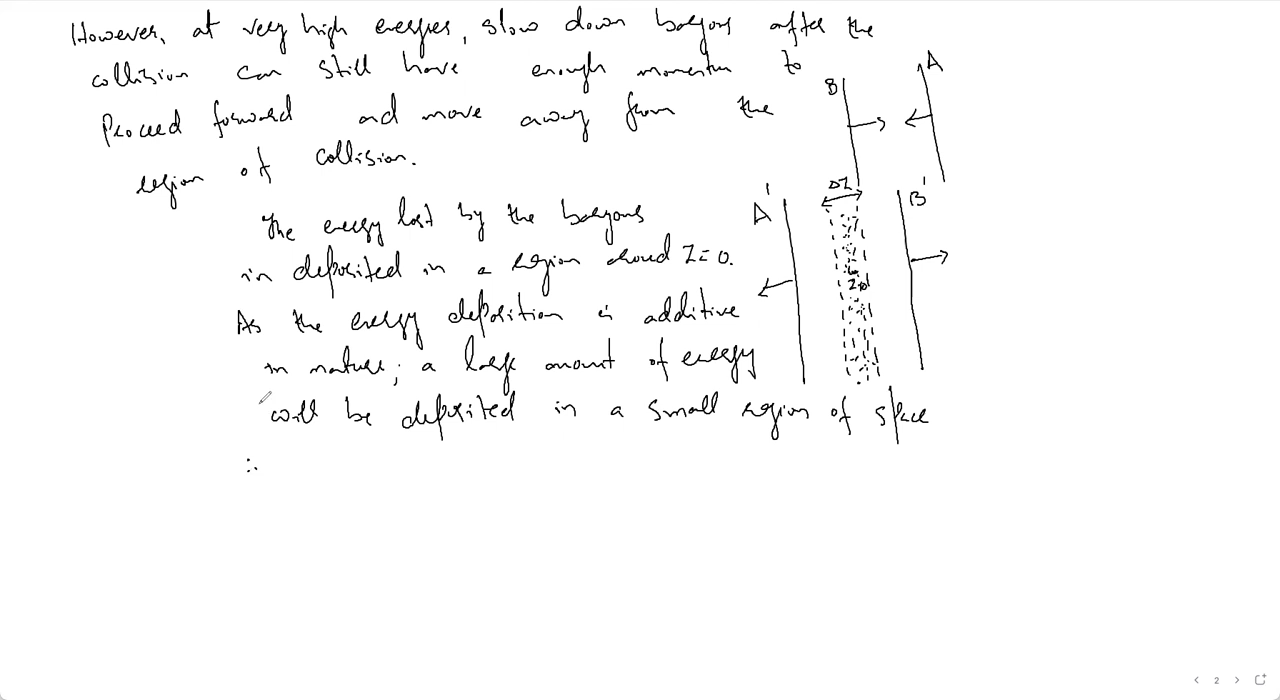 However, at very high energies, slow down baryons after the
collision can still have enough momentum to
Proceed forward and move away from the
region of collision.
The energy lost by the baryons
in deposited in a region around Z=0.
As the energy deposition is additive
in nature; a large amount of energy
will be deposited in a small region of space
∴
B
A
ΔZ
A'
B'
Z=0
2